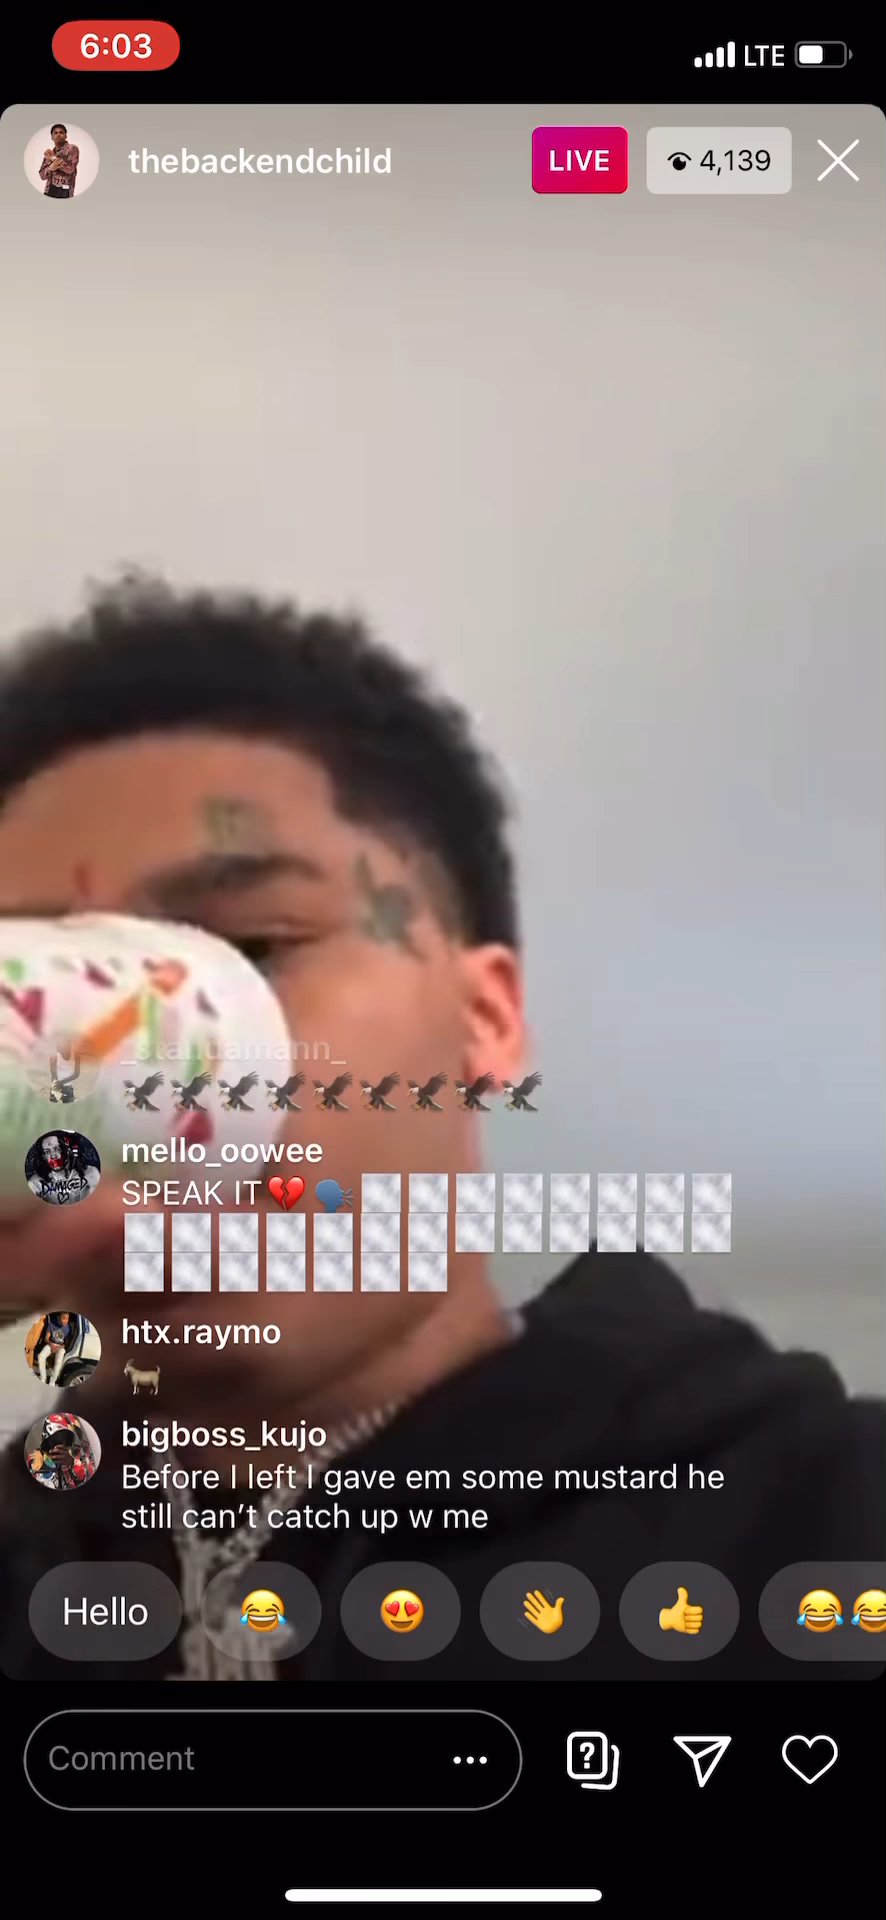 6:03
LTE
thebackendchild
LIVE
4,139
_standamann_
🦅🦅🦅🦅🦅🦅🦅🦅🦅
mello_oowee
SPEAK IT💔🗣️
htx.raymo
🐐
bigboss_kujo
Before I left I gave em some mustard he
still can't catch up w me
Hello
Comment